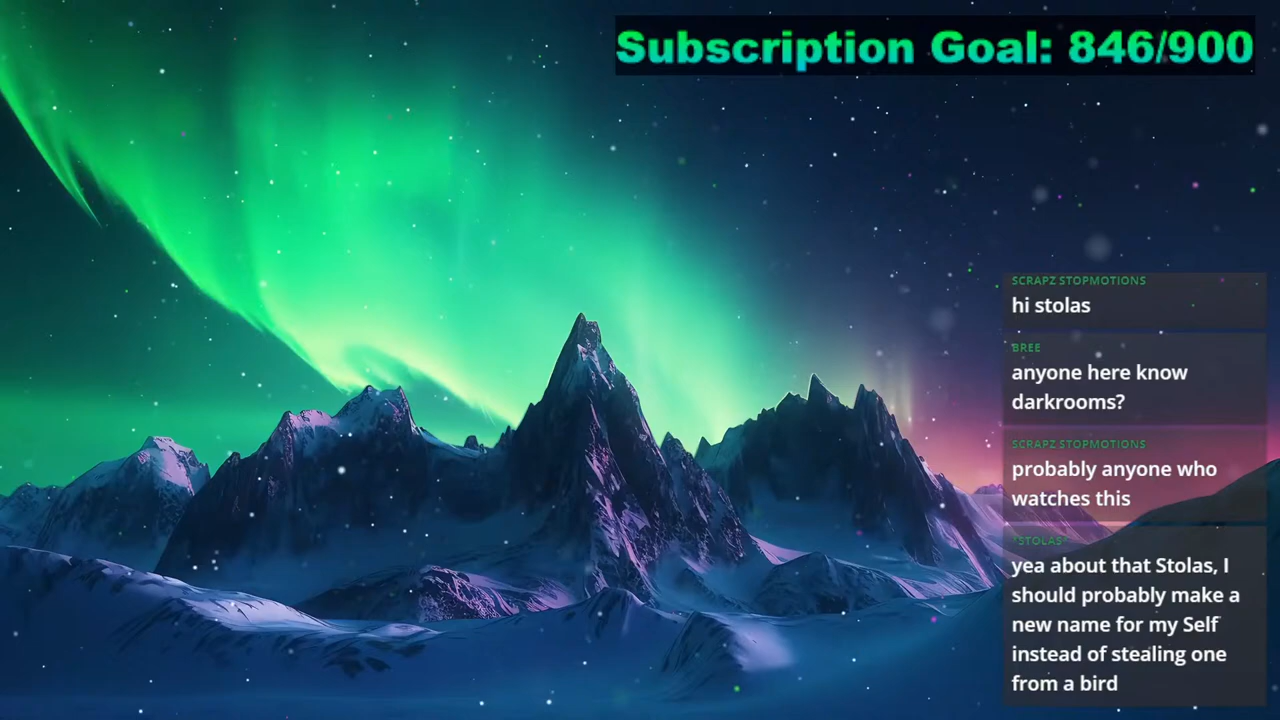 Subscription Goal: 846/900
SCRAPZ STOPMOTIONS
hi stolas
BREE
anyone here know
darkrooms?
SCRAPZ STOPMOTIONS
probably anyone who
watches this
*STOLAS*
yea about that Stolas, I
should probably make a
new name for my Self
instead of stealing one
from a bird